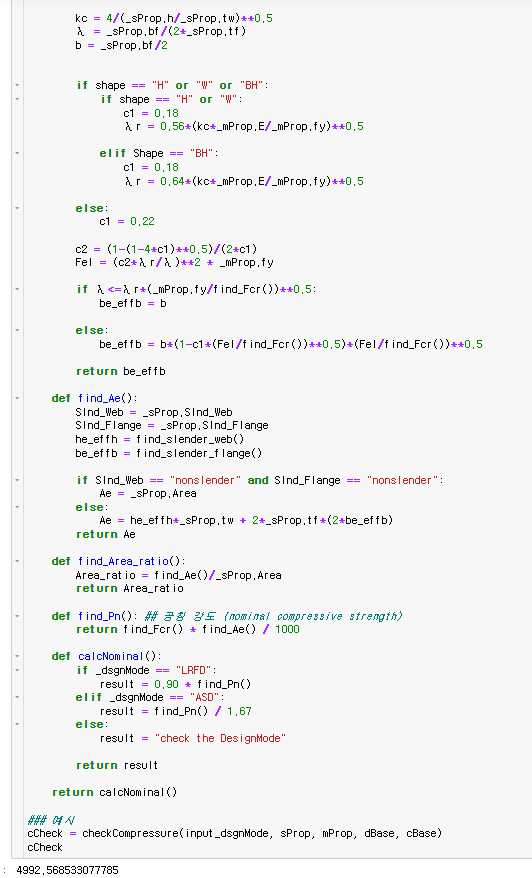 kc = 4/(_sProp.h/_sProp.tw)**0.5
λ = _sProp.bf/(2*_sProp.tf)
b = _sProp.bf/2
if shape == "H" or "W" or "BH":
if shape == "H" or "W":
c1 = 0.18
λr = 0.56*(kc*_mProp.E/_mProp.fy)**0.5
elif Shape == "BH":
c1 = 0.18
λr = 0.64*(kc*_mProp.E/_mProp.fy)**0.5
else:
c1 = 0.22
c2 = (1-(1-4*c1)**0.5)/(2*c1)
Fel = (c2*λr/λ)**2 * _mProp.fy
if λ<=λr*(_mProp.fy/find_Fcr())**0.5:
be_effb = b
else:
be_effb = b*(1-c1*(Fel/find_Fcr())**0.5)*(Fel/find_Fcr())**0.5
return be_effb
def find_Ae():
Slnd_Web = _sProp.Slnd_Web
Slnd_Flange = _sProp.Slnd_Flange
he_effh = find_slender_web()
be_effb = find_slender_flange()
if Slnd_Web == "nonslender" and Slnd_Flange == "nonslender":
Ae = _sProp.Area
else:
Ae = he_effh*_sProp.tw + 2*_sProp.tf*(2*be_effb)
return Ae
def find_Area_ratio():
Area_ratio = find_Ae()/_sProp.Area
return Area_ratio
def find_Pn(): ## 공칭 강도 (nominal compressive strength)
return find_Fcr() * find_Ae() / 1000
def calcNominal():
if _dsgnMode == "LRFD":
result = 0.90 * find_Pn()
elif _dsgnMode == "ASD":
result = find_Pn() / 1.67
else:
result = "check the DesignMode"
return result
return calcNominal()
### 예시
cCheck = checkCompressure(input_dsgnMode, sProp, mProp, dBase, cBase)
cCheck
: 4992.568533077785